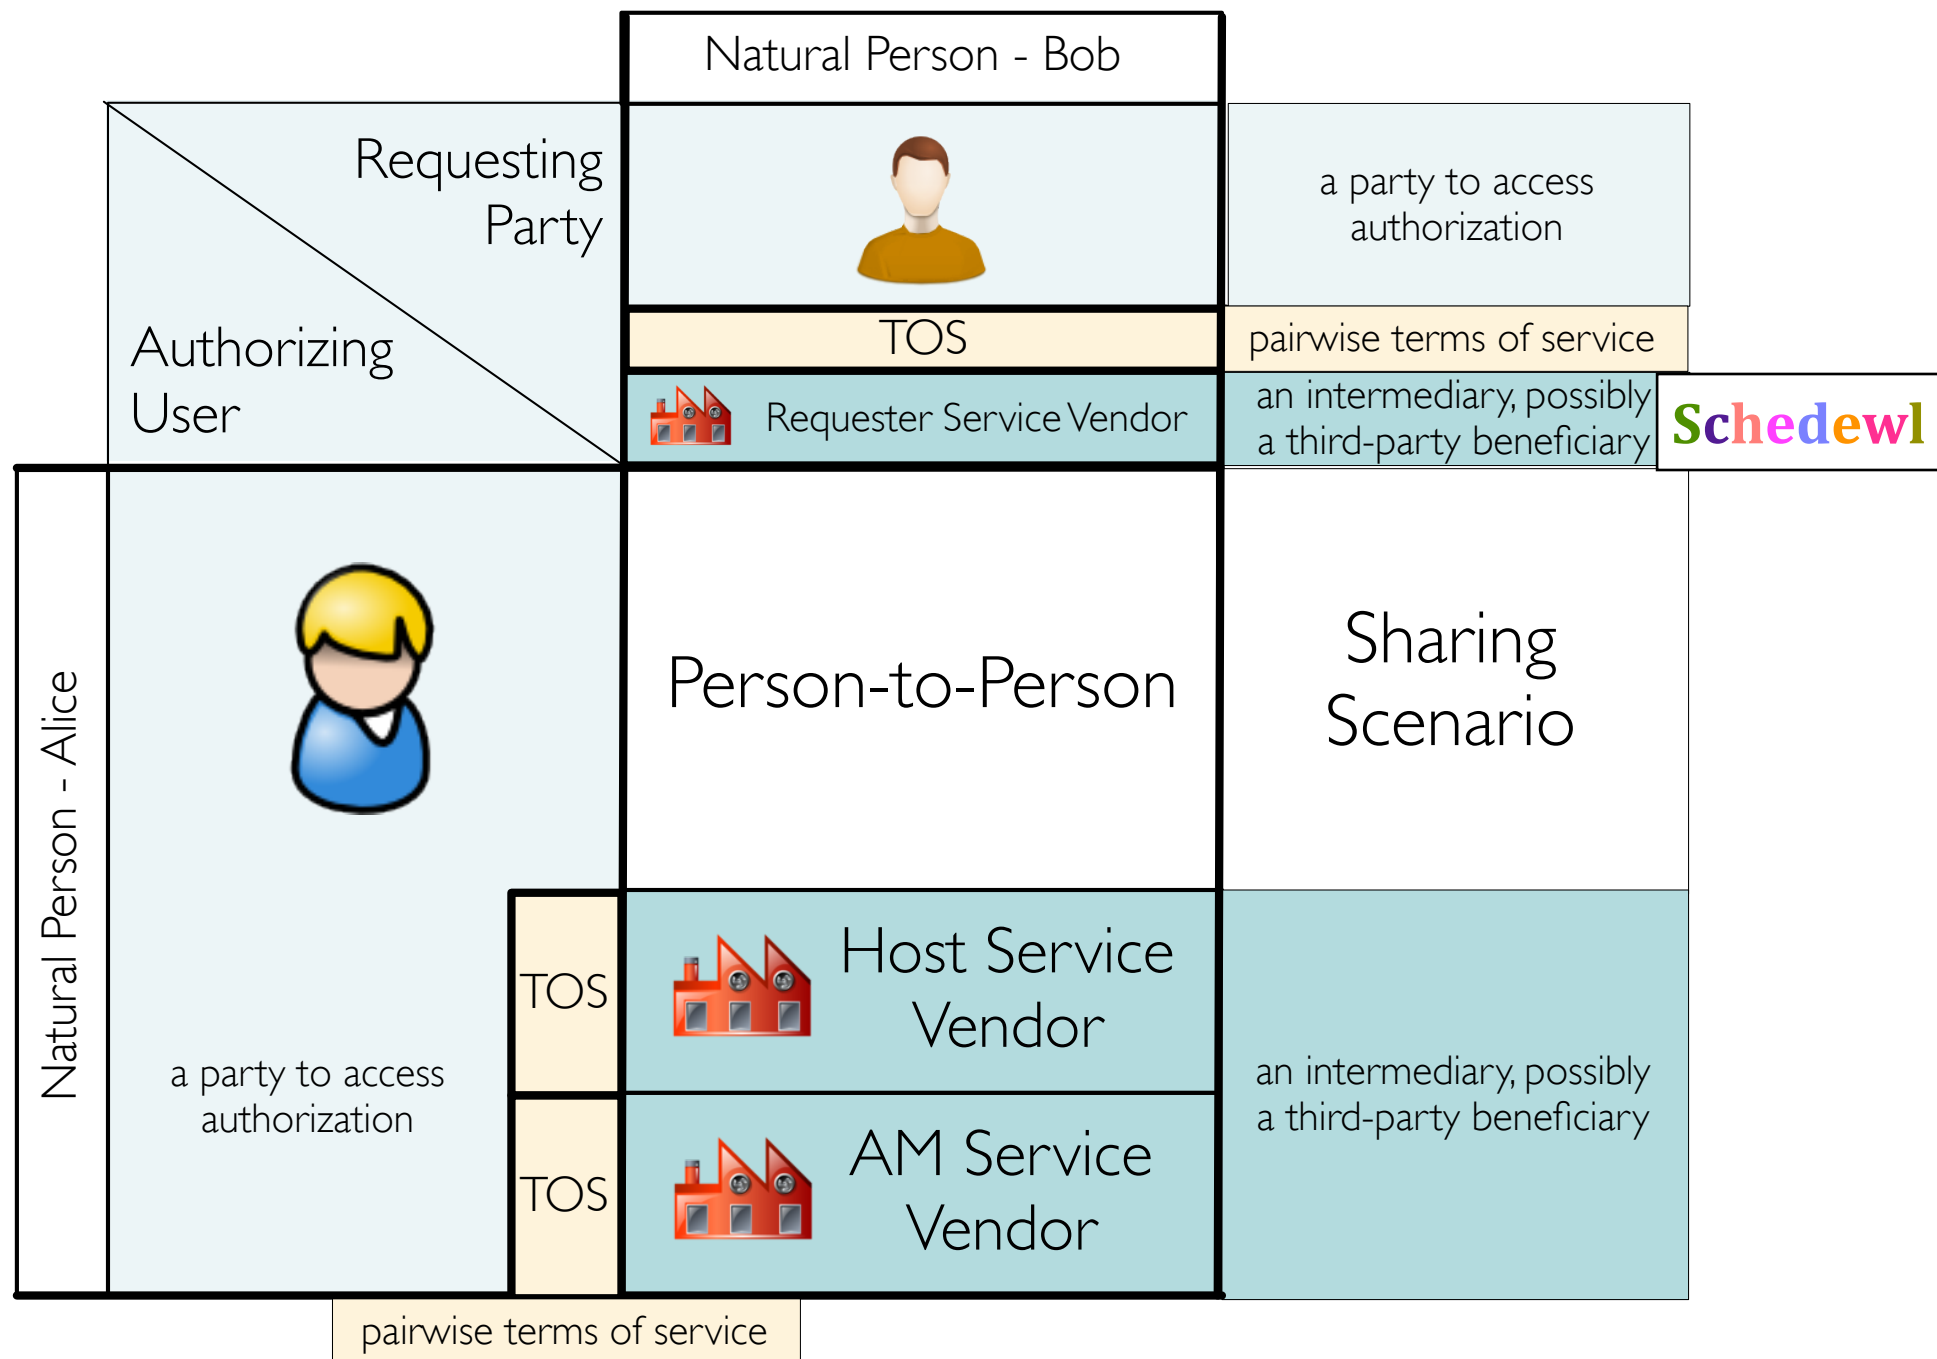 Natural Person - Bob
Requesting
Party
Authorizing
User
a party to access
authorization
TOS
pairwise terms of service
Requester Service Vendor
an intermediary, possibly
a third-party beneficiary
Schedewl
Natural Person - Alice
Person-to-Person
Sharing
Scenario
a party to access
authorization
TOS
Host Service
Vendor
TOS
AM Service
Vendor
an intermediary, possibly
a third-party beneficiary
pairwise terms of service